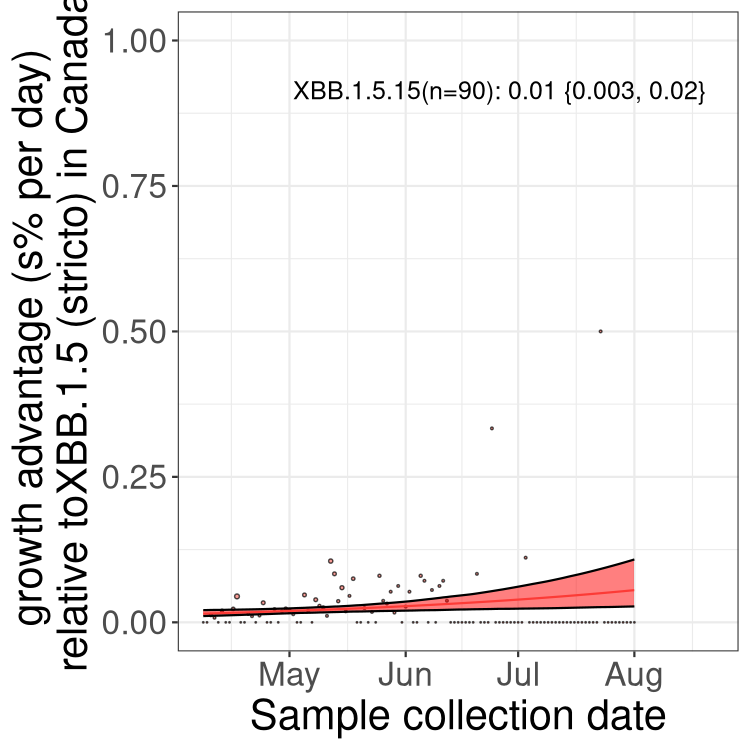 growth advantage (s% per day)
relative toXBB.1.5 (stricto) in Canada
1.00
0.75
0.50
0.25
0.00
XBB.1.5.15(n=90): 0.01 {0.003, 0.02}
May Jun Jul Aug
Sample collection date